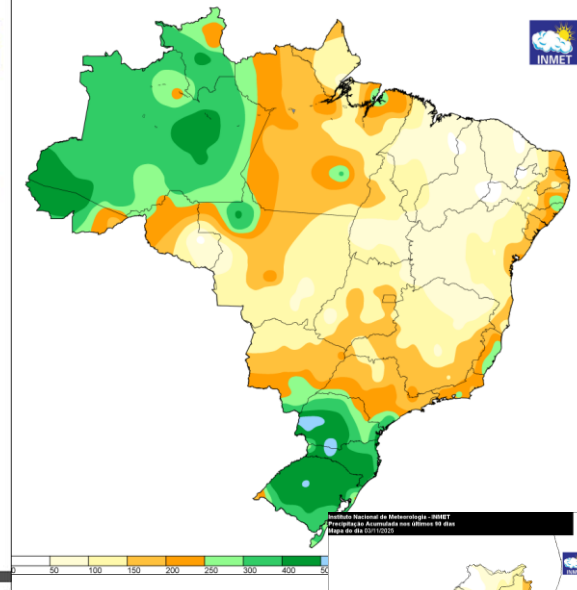 INMET
Instituto Nacional de Meteorologia - INMET
Precipitação Acumulada nos últimos 90 dias
Mapa do dia 03/11/2025
0 50 100 150 200 250 300 400